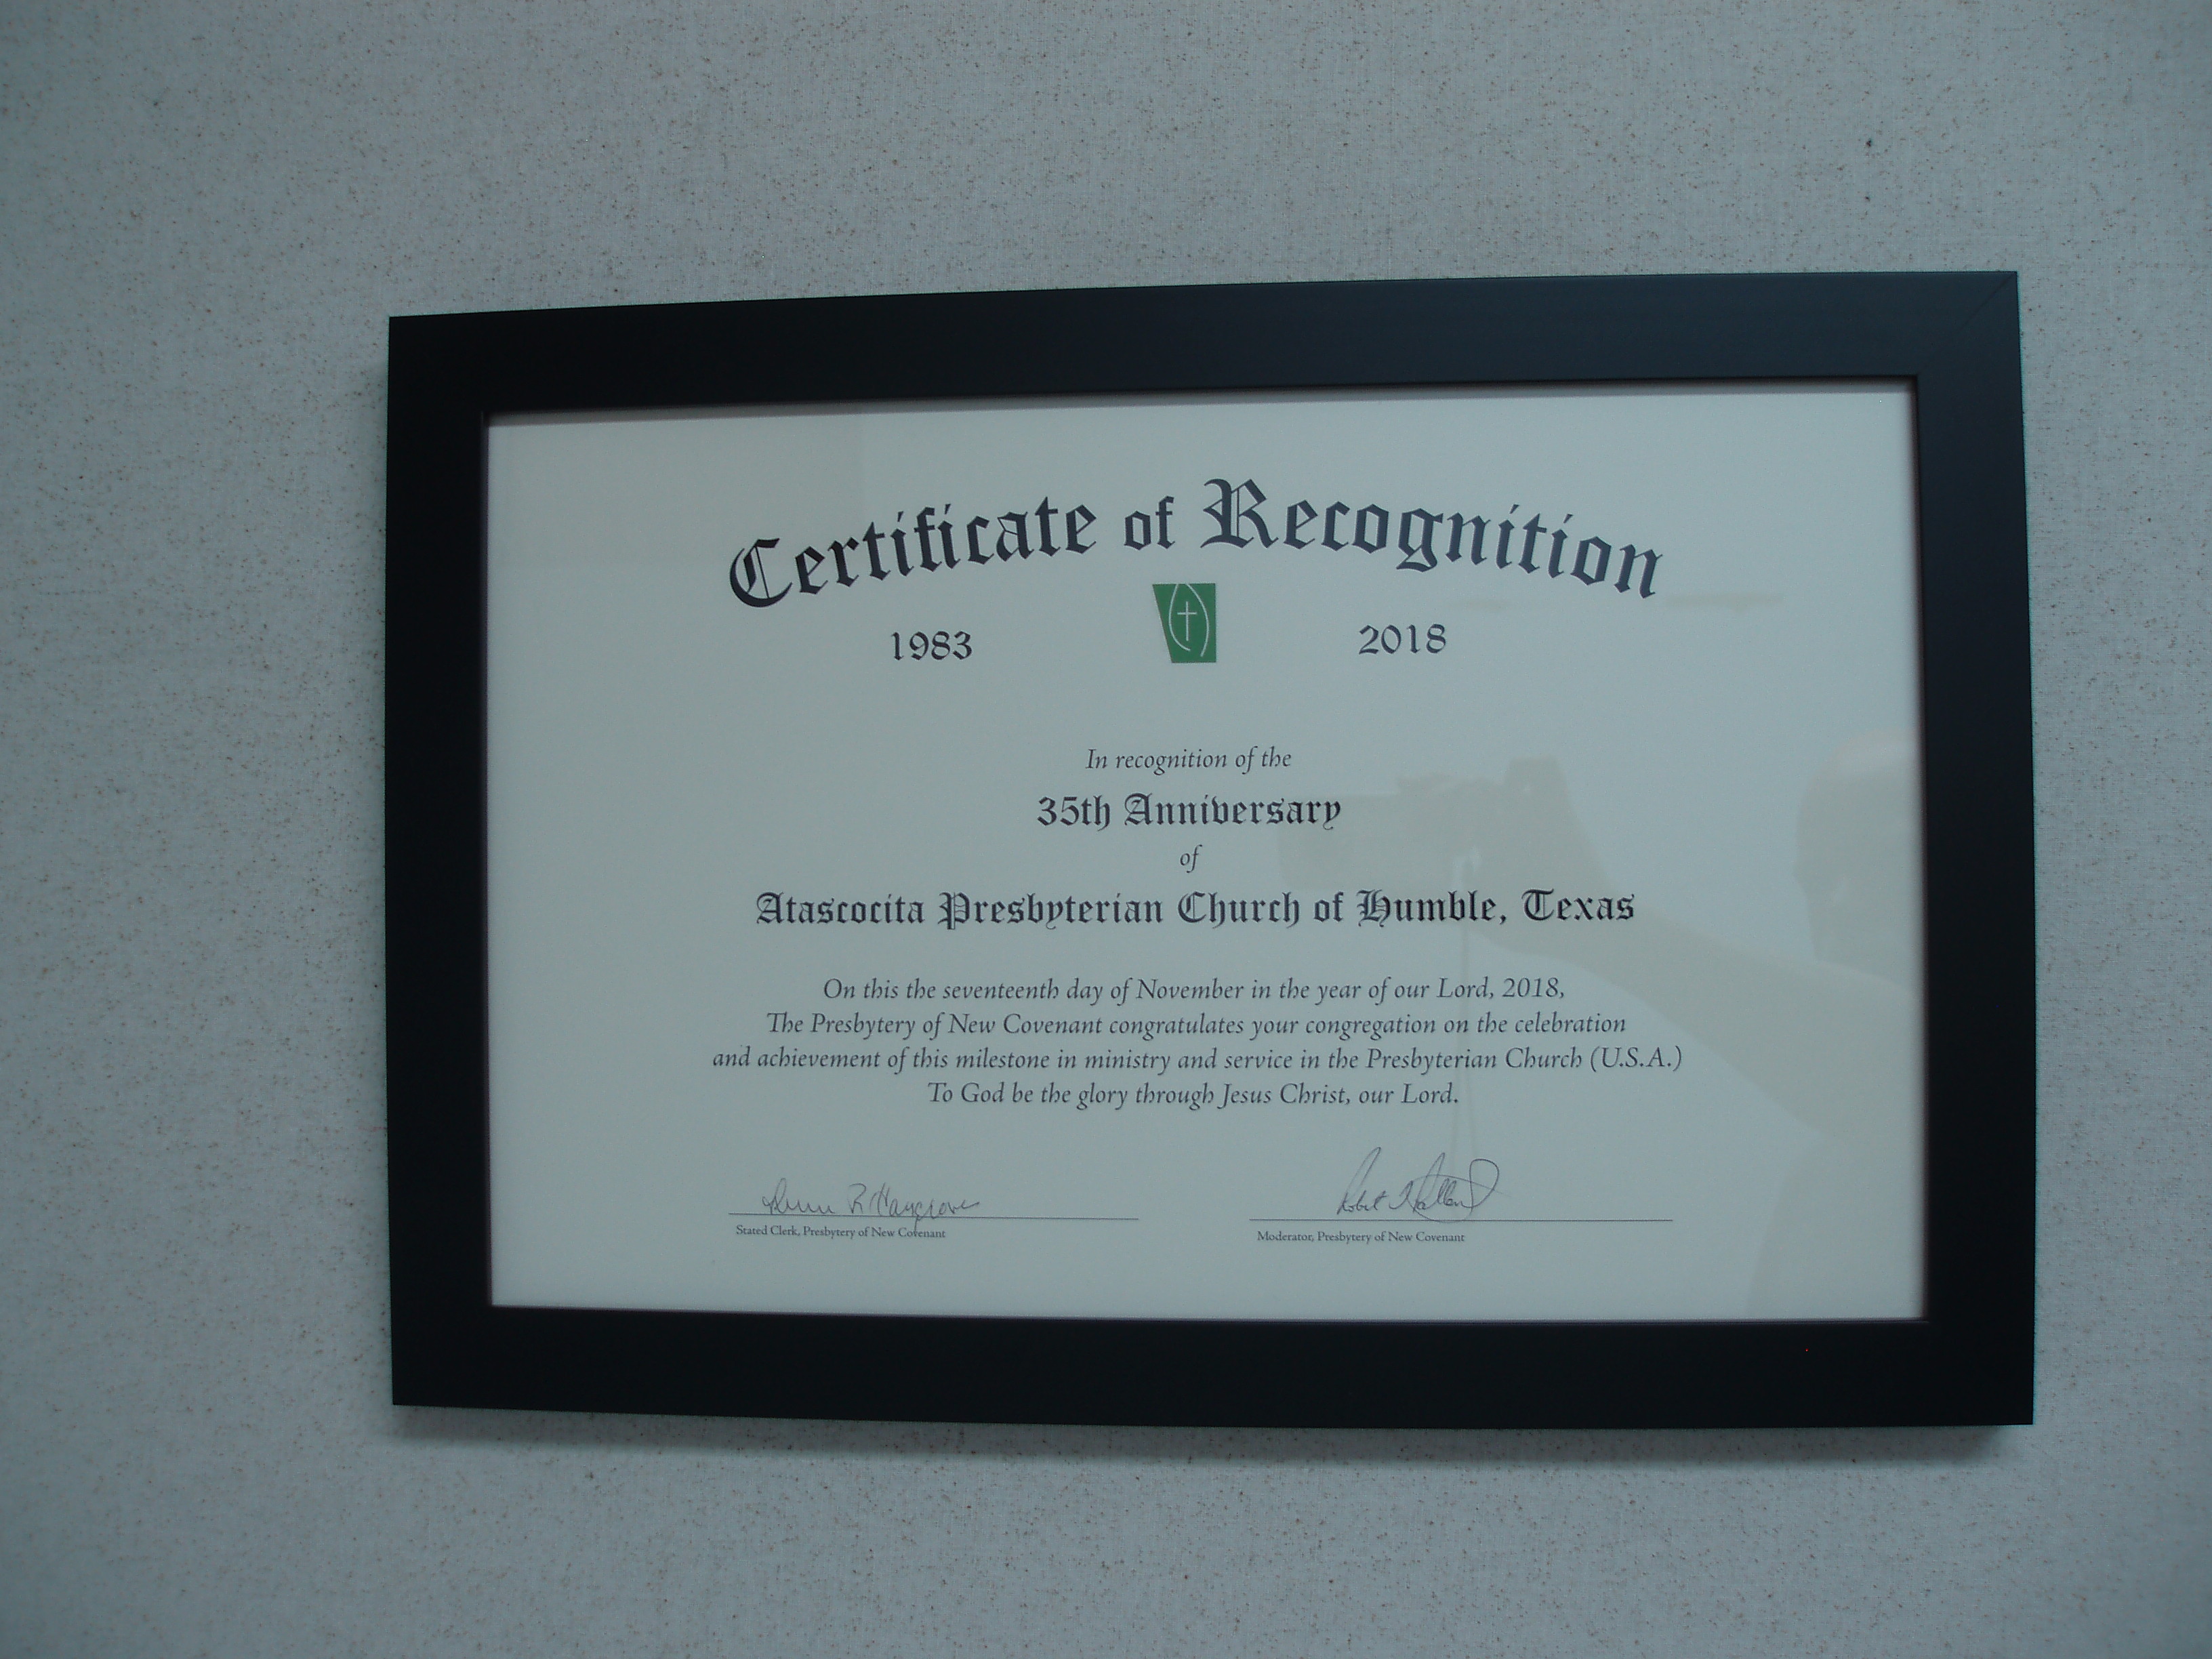 Certificate of Recognition
1983 2018
In recognition of the
35th Anniversary
of
Atascocita Presbyterian Church of Humble, Texas
On this the seventeenth day of November in the year of our Lord, 2018,
The Presbytery of New Covenant congratulates your congregation on the celebration
and achievement of this milestone in ministry and service in the Presbyterian Church (U.S.A.)
To God be the glory through Jesus Christ, our Lord.
Stated Clerk, Presbytery of New Covenant
Moderator, Presbytery of New Covenant